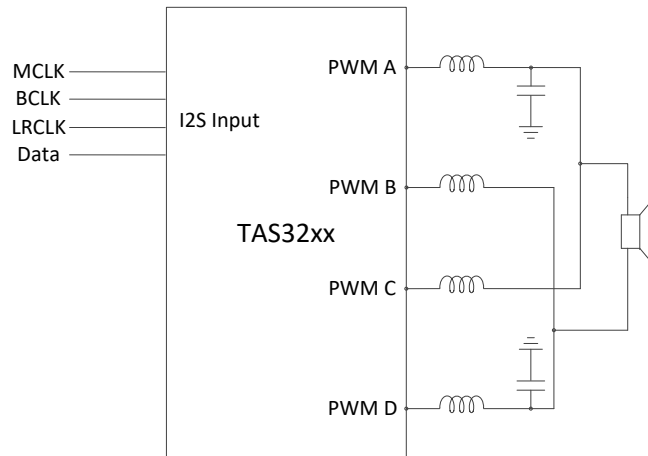 MCLK
BCLK
LRCLK
Data
I2S Input
TAS32xx
PWM A
PWM B
PWM C
PWM D